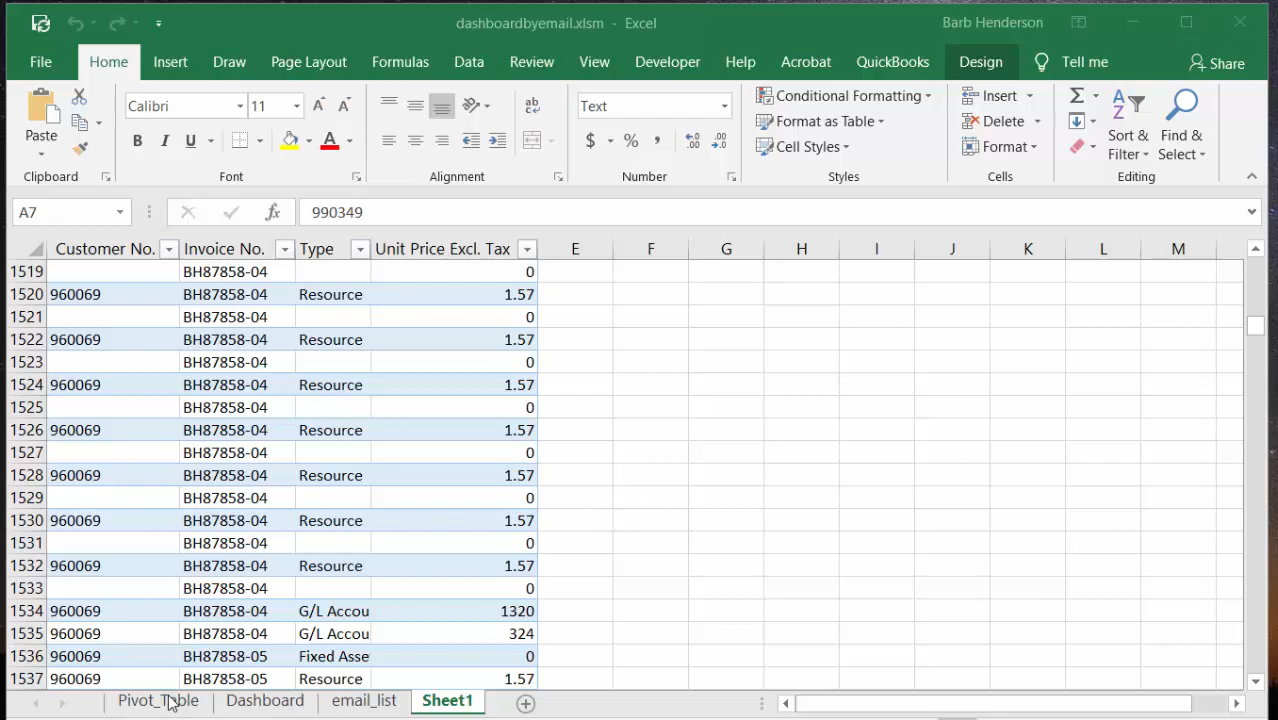 dashboardbyemail.xlsm - Excel
Barb Henderson
File Home Insert Draw Page Layout Formulas Data Review View Developer Help Acrobat QuickBooks Design Tell me Share
Paste
Calibri 11
B I U
A
ab
Text
$ % ,
Conditional Formatting
Format as Table
Cell Styles
Insert
Delete
Format
Sort & Filter
Find & Select
Clipboard Font Alignment Number Styles Cells Editing
A7 fx 990349
Customer No. Invoice No. Type Unit Price Excl. Tax E F G H I J K L M
1519 BH87858-04 0
1520 960069 BH87858-04 Resource 1.57
1521 BH87858-04 0
1522 960069 BH87858-04 Resource 1.57
1523 BH87858-04 0
1524 960069 BH87858-04 Resource 1.57
1525 BH87858-04 0
1526 960069 BH87858-04 Resource 1.57
1527 BH87858-04 0
1528 960069 BH87858-04 Resource 1.57
1529 BH87858-04 0
1530 960069 BH87858-04 Resource 1.57
1531 BH87858-04 0
1532 960069 BH87858-04 Resource 1.57
1533 BH87858-04 0
1534 960069 BH87858-04 G/L Accou 1320
1535 960069 BH87858-04 G/L Accou 324
1536 960069 BH87858-05 Fixed Asse 0
1537 960069 BH87858-05 Resource 1.57
Pivot_Table Dashboard email_list Sheet1